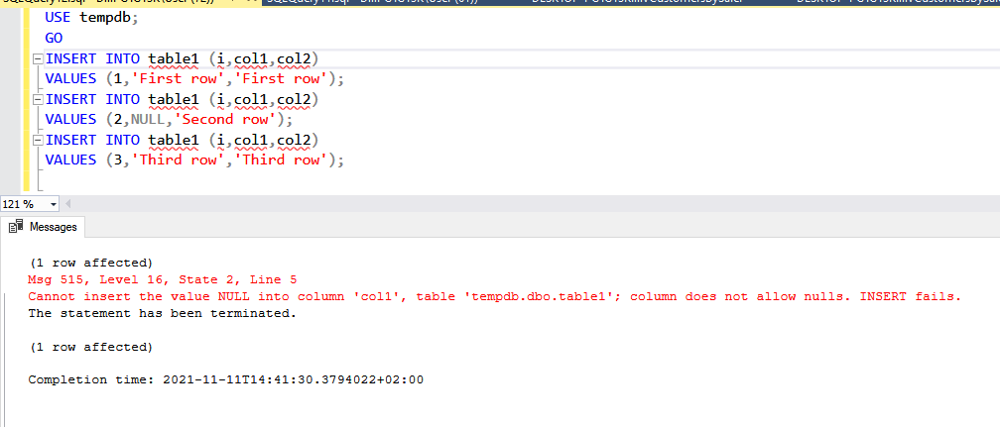 USE tempdb;
GO
INSERT INTO table1 (i,col1,col2)
VALUES (1,'First row','First row');
INSERT INTO table1 (i,col1,col2)
VALUES (2,NULL,'Second row');
INSERT INTO table1 (i,col1,col2)
VALUES (3,'Third row','Third row');
121 %
Messages
(1 row affected)
Msg 515, Level 16, State 2, Line 5
Cannot insert the value NULL into column 'col1', table 'tempdb.dbo.table1'; column does not allow nulls. INSERT fails.
The statement has been terminated.
(1 row affected)
Completion time: 2021-11-11T14:41:30.3794022+02:00